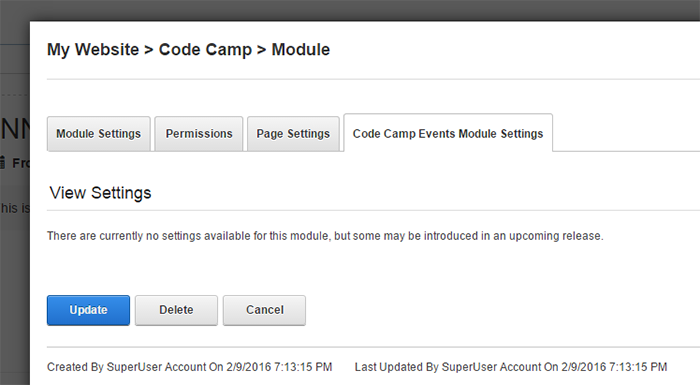 My Website > Code Camp > Module
Module Settings Permissions Page Settings Code Camp Events Module Settings
NN
Fro
View Settings
his is
There are currently no settings available for this module, but some may be introduced in an upcoming release.
Update Delete Cancel
Created By SuperUser Account On 2/9/2016 7:13:15 PM Last Updated By SuperUser Account On 2/9/2016 7:13:15 PM